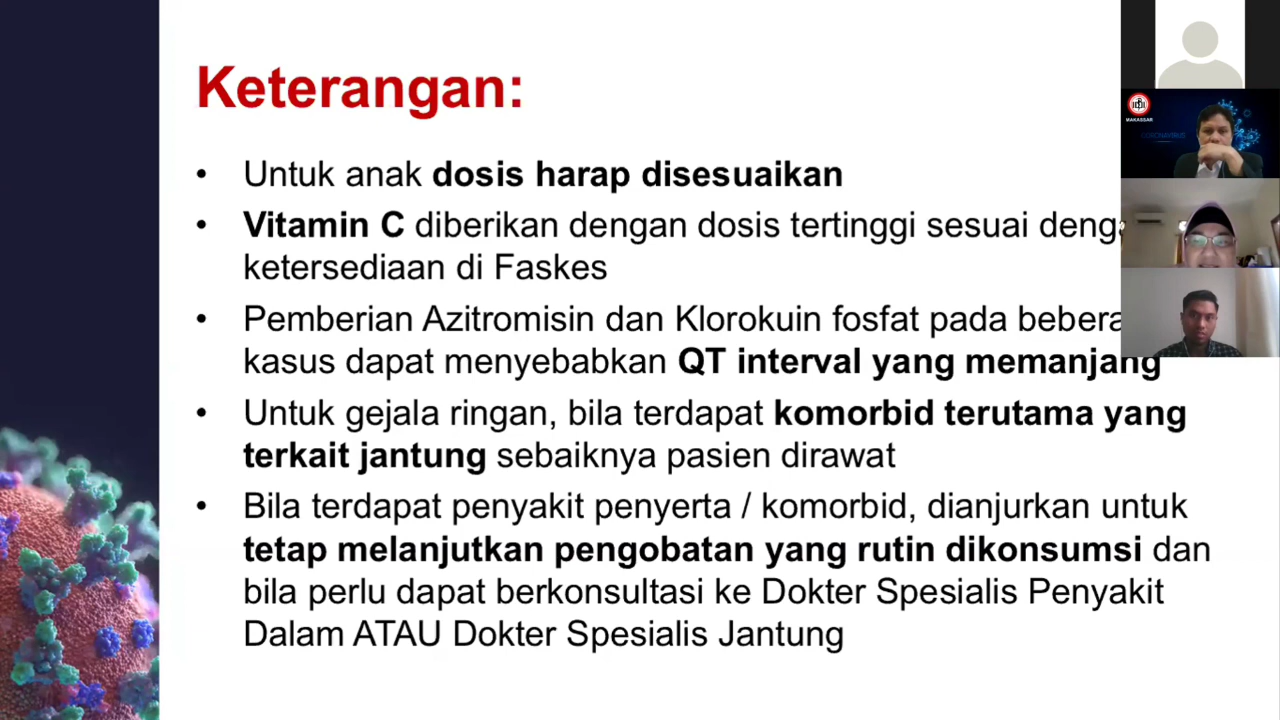 Keterangan:
• Untuk anak dosis harap disesuaikan
• Vitamin C diberikan dengan dosis tertinggi sesuai
ketersediaan di Faskes
• Pemberian Azitromisin dan Klorokuin fosfat pada
kasus dapat menyebabkan QT interval yang memanjang
• Untuk gejala ringan, bila terdapat komorbid terutama yang
terkait jantung sebaiknya pasien dirawat
• Bila terdapat penyakit penyerta / komorbid, dianjurkan untuk
tetap melanjutkan pengobatan yang rutin dikonsumsi dan
bila perlu dapat berkonsultasi ke Dokter Spesialis Penyakit
Dalam ATAU Dokter Spesialis Jantung
MAKASSAR